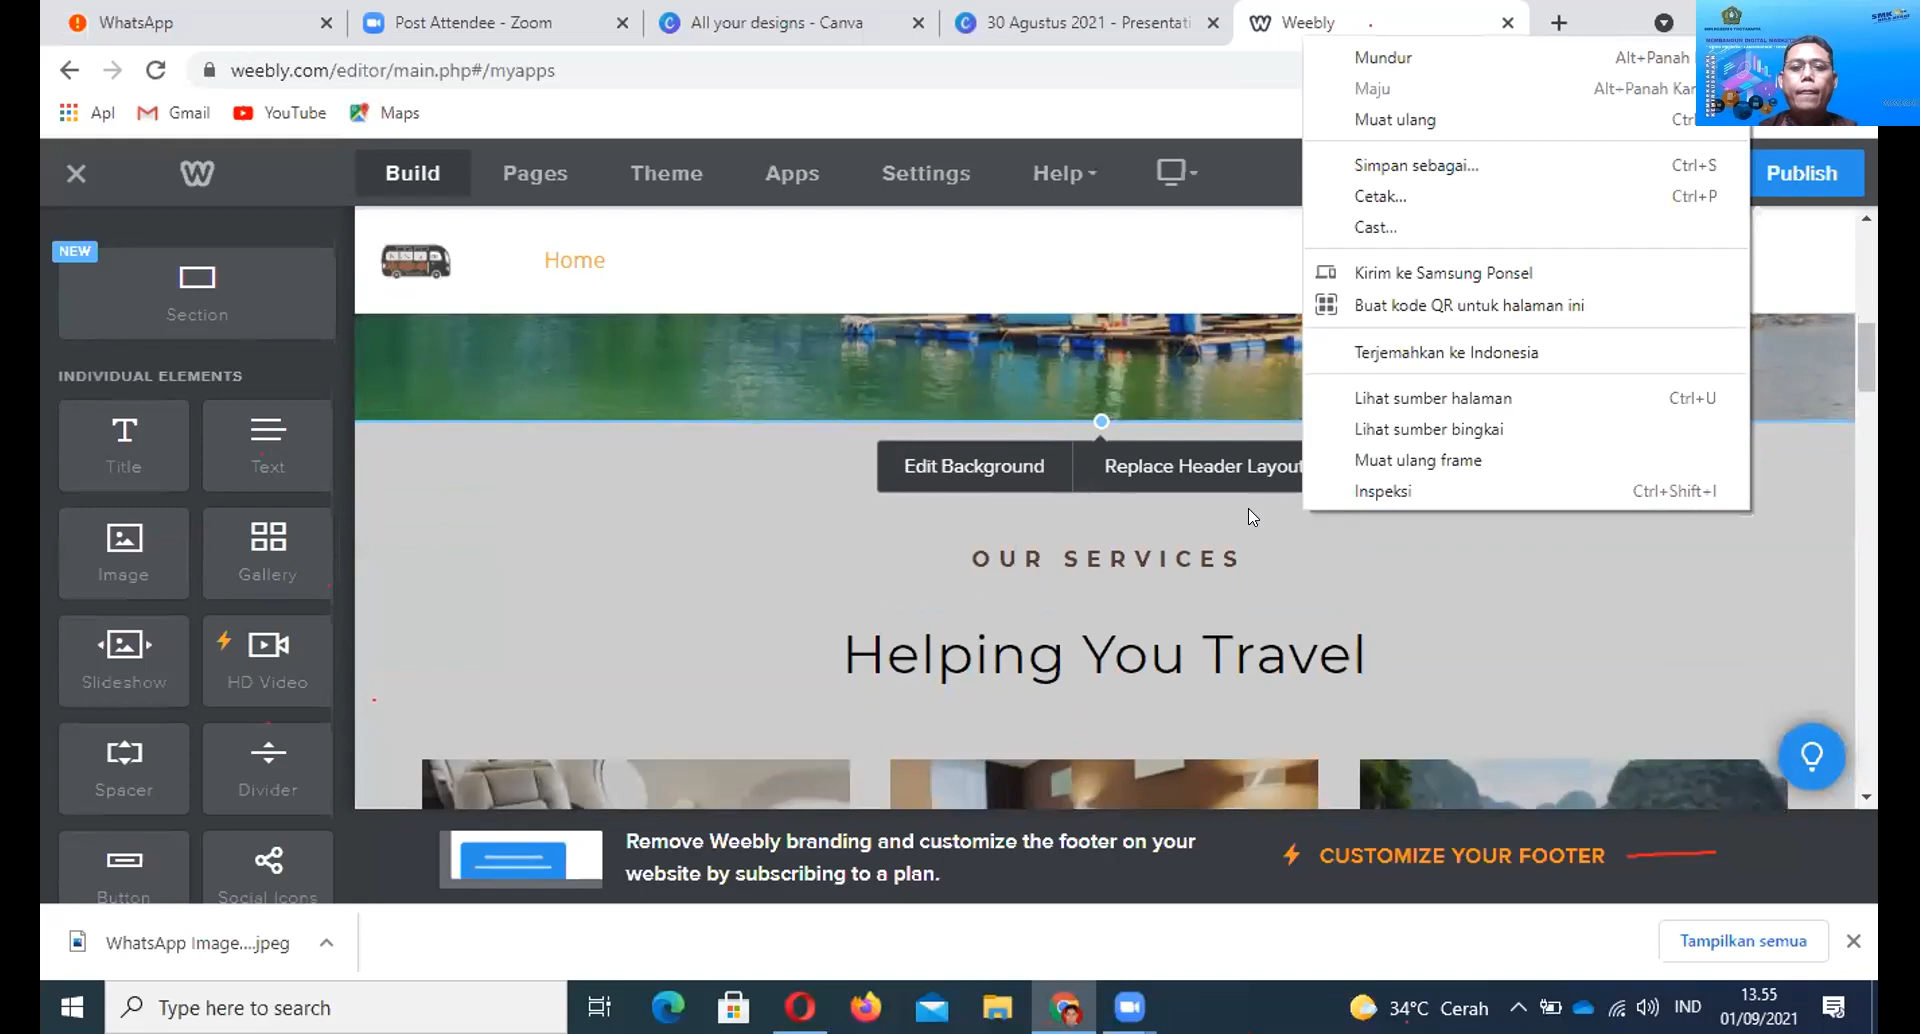 WhatsApp
Post Attendee - Zoom
All your designs - Canva
30 Agustus 2021 - Presentati
Weebly
weebly.com/editor/main.php#/myapps
Apl
Gmail
YouTube
Maps
Mundur Alt+Panah
Maju Alt+Panah Kan
Muat ulang Ctrl
Simpan sebagai... Ctrl+S
Cetak... Ctrl+P
Cast...
Kirim ke Samsung Ponsel
Buat kode QR untuk halaman ini
Terjemahkan ke Indonesia
Lihat sumber halaman Ctrl+U
Lihat sumber bingkai
Muat ulang frame
Inspeksi Ctrl+Shift+I
Build
Pages
Theme
Apps
Settings
Help
Publish
NEW
Section
INDIVIDUAL ELEMENTS
Title
Text
Image
Gallery
Slideshow
HD Video
Spacer
Divider
Button
Social Icons
Home
Edit Background
Replace Header Layout
OUR SERVICES
Helping You Travel
Remove Weebly branding and customize the footer on your
website by subscribing to a plan.
CUSTOMIZE YOUR FOOTER
WhatsApp Image....jpeg
Tampilkan semua
Type here to search
34°C Cerah
IND
13.55
01/09/2021